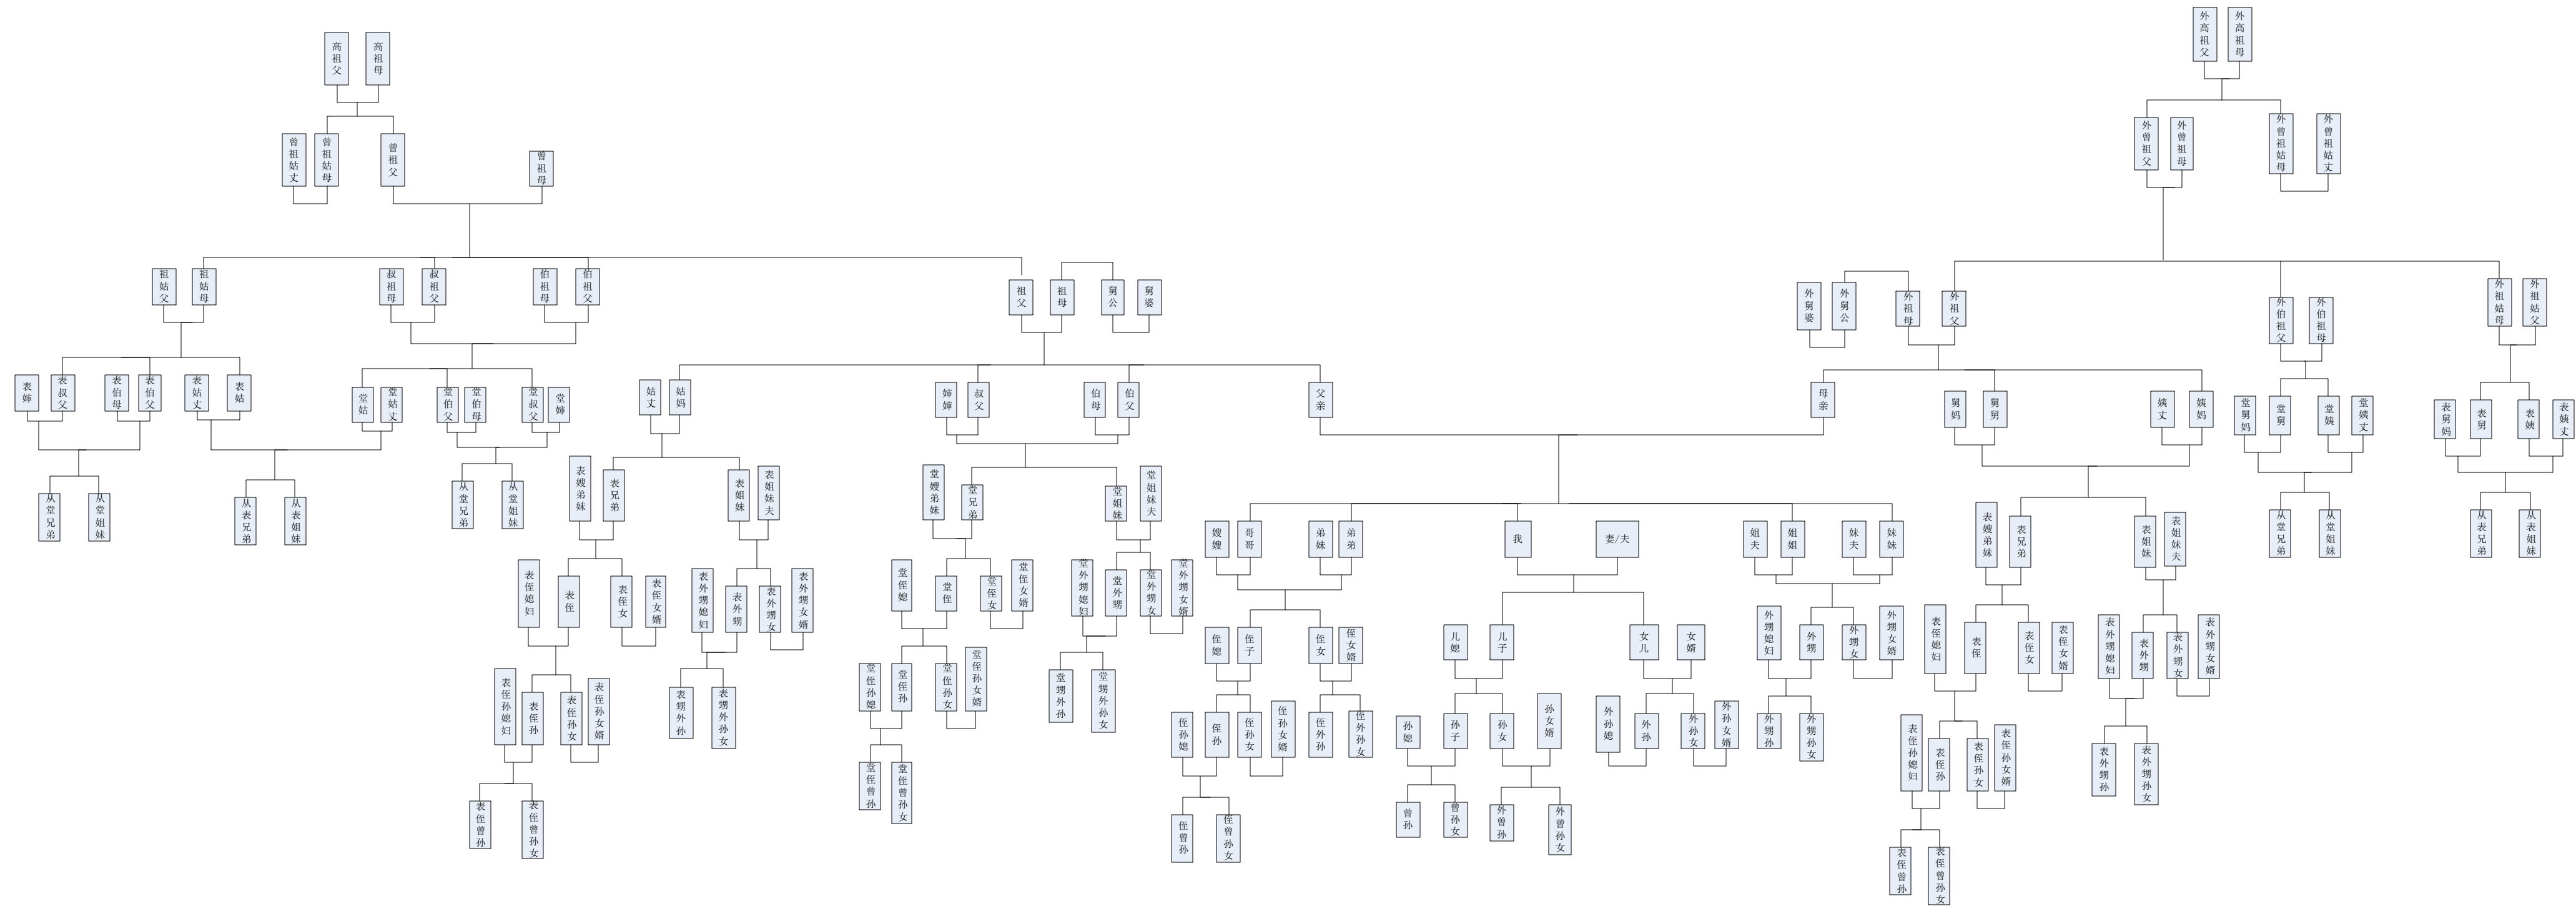 高祖父
高祖母
外高祖父
外高祖母
曾祖姑丈
曾祖姑母
曾祖父
曾祖母
外曾祖父
外曾祖母
外曾祖姑母
外曾祖姑丈
祖姑父
祖姑母
叔祖母
叔祖父
伯祖母
伯祖父
祖父
祖母
舅公
舅婆
外舅婆
外舅公
外祖母
外祖父
外伯祖父
外伯祖母
外祖姑母
外祖姑父
表婶
表叔父
表伯母
表伯父
表姑丈
表姑
堂姑
堂姑丈
堂伯父
堂伯母
堂叔父
堂婶
姑丈
姑妈
婶婶
叔父
伯母
伯父
父亲
母亲
舅妈
舅舅
姨丈
姨妈
堂舅妈
堂舅
堂姨
堂姨丈
表舅妈
表舅
表姨
表姨丈
从堂兄弟
从堂姐妹
从表兄弟
从表姐妹
从堂兄弟
从堂姐妹
表嫂弟妹
表兄弟
表姐妹
表姐妹夫
堂嫂弟妹
堂兄弟
堂姐妹
堂姐妹夫
嫂嫂
哥哥
弟妹
弟弟
我
妻/夫
姐夫
姐姐
妹夫
妹妹
表嫂弟妹
表兄弟
表姐妹
表姐妹夫
从堂兄弟
从堂姐妹
从表兄弟
从表姐妹
表侄媳妇
表侄
表侄女
表侄女婿
表外甥媳妇
表外甥
表外甥女
表外甥女婿
堂侄媳
堂侄
堂侄女
堂侄女婿
堂外甥媳妇
堂外甥
堂外甥女
堂外甥女婿
侄媳
侄子
侄女
侄女婿
儿媳
儿子
女儿
女婿
外甥媳妇
外甥
外甥女
外甥女婿
表侄媳妇
表侄
表侄女
表侄女婿
表外甥媳妇
表外甥
表外甥女
表外甥女婿
表侄孙媳妇
表侄孙
表侄孙女
表侄孙女婿
表甥外孙
表甥外孙女
堂侄孙媳
堂侄孙
堂侄孙女
堂侄孙女婿
堂甥外孙
堂甥外孙女
侄孙媳
侄孙
侄孙女
侄孙女婿
侄外孙
侄外孙女
孙媳
孙子
孙女
孙女婿
外孙媳
外孙
外孙女
外孙女婿
外甥孙
外甥孙女
表侄孙媳妇
表侄孙
表侄孙女
表侄孙女婿
表外甥孙
表外甥孙女
表侄曾孙
表侄曾孙女
堂侄曾孙
堂侄曾孙女
侄曾孙
侄曾孙女
曾孙
曾孙女
外曾孙
外曾孙女
表侄曾孙
表侄曾孙女